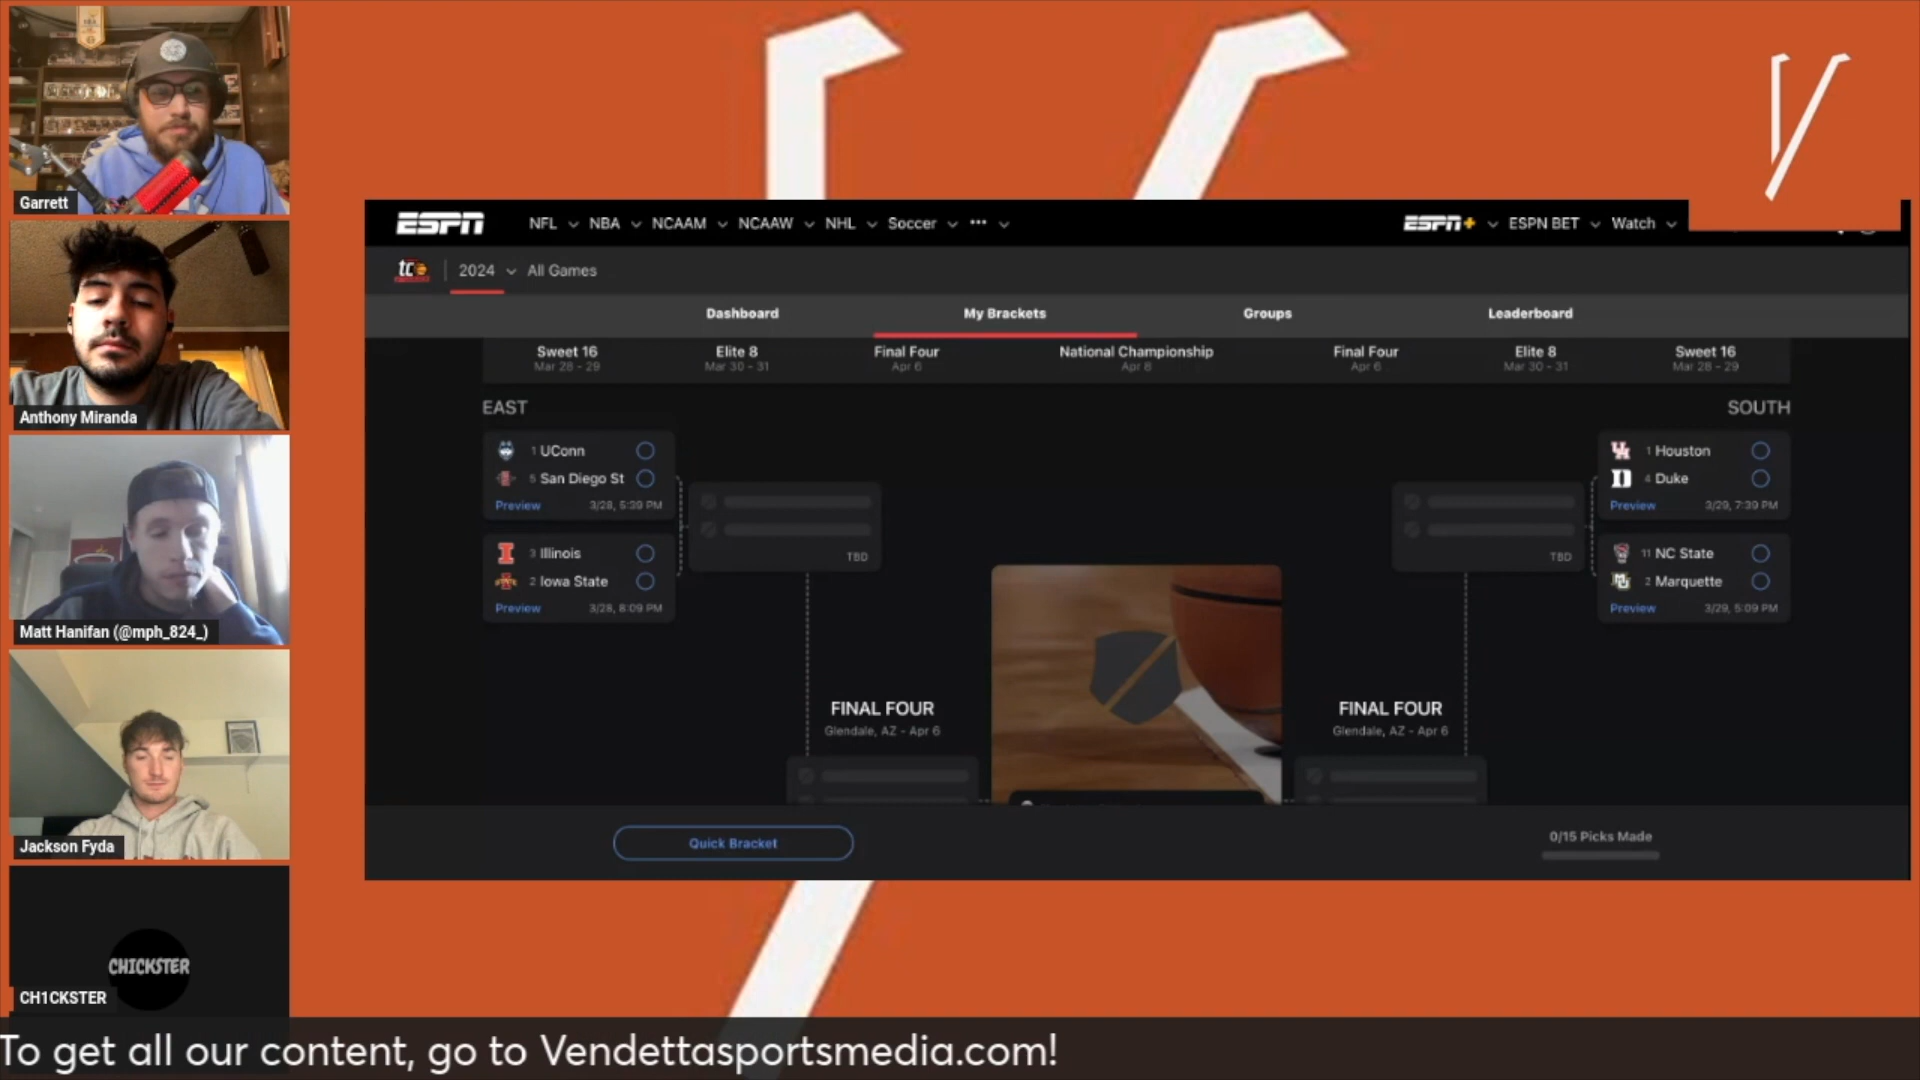 Garrett
Anthony Miranda
Matt Hanifan (@mph_824_)
Jackson Fyda
CHICKSTER
CH1CKSTER
ESPN NFL NBA NCAAM NCAAW NHL Soccer ••• ESPN+ ESPN BET Watch
tc 2024 All Games
Dashboard My Brackets Groups Leaderboard
Sweet 16 Elite 8 Final Four National Championship Final Four Elite 8 Sweet 16
Mar 28 - 29 Mar 30 - 31 Apr 6 Apr 8 Apr 6 Mar 30 - 31 Mar 28 - 29
EAST SOUTH
1 UConn
5 San Diego St
Preview 3/28, 5:39 PM
3 Illinois
2 Iowa State
Preview 3/28, 8:09 PM
TBD
1 Houston
4 Duke
Preview 3/29, 7:39 PM
11 NC State
2 Marquette
Preview 3/29, 5:09 PM
TBD
FINAL FOUR
Glendale, AZ - Apr 6
FINAL FOUR
Glendale, AZ - Apr 6
Quick Bracket
0/15 Picks Made
To get all our content, go to Vendettasportsmedia.com!